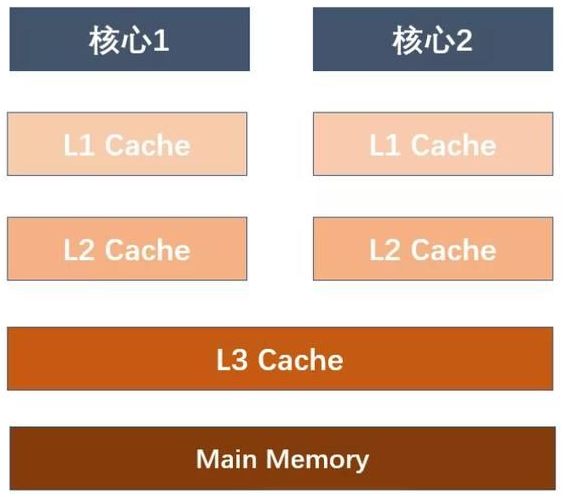 核心1
核心2
L1 Cache
L1 Cache
L2 Cache
L2 Cache
L3 Cache
Main Memory